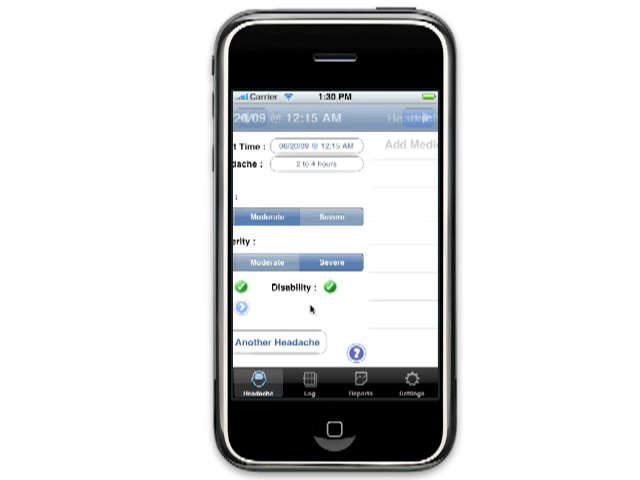 Carrier 1:30 PM
20/09 @ 12:15 AM
Add Medi
t Time : 06/20/09 @ 12:15 AM
dache : 2 to 4 hours
:
Moderate Severe
erity :
Moderate Severe
Disability :
Another Headache
?
Headache Log Reports Settings